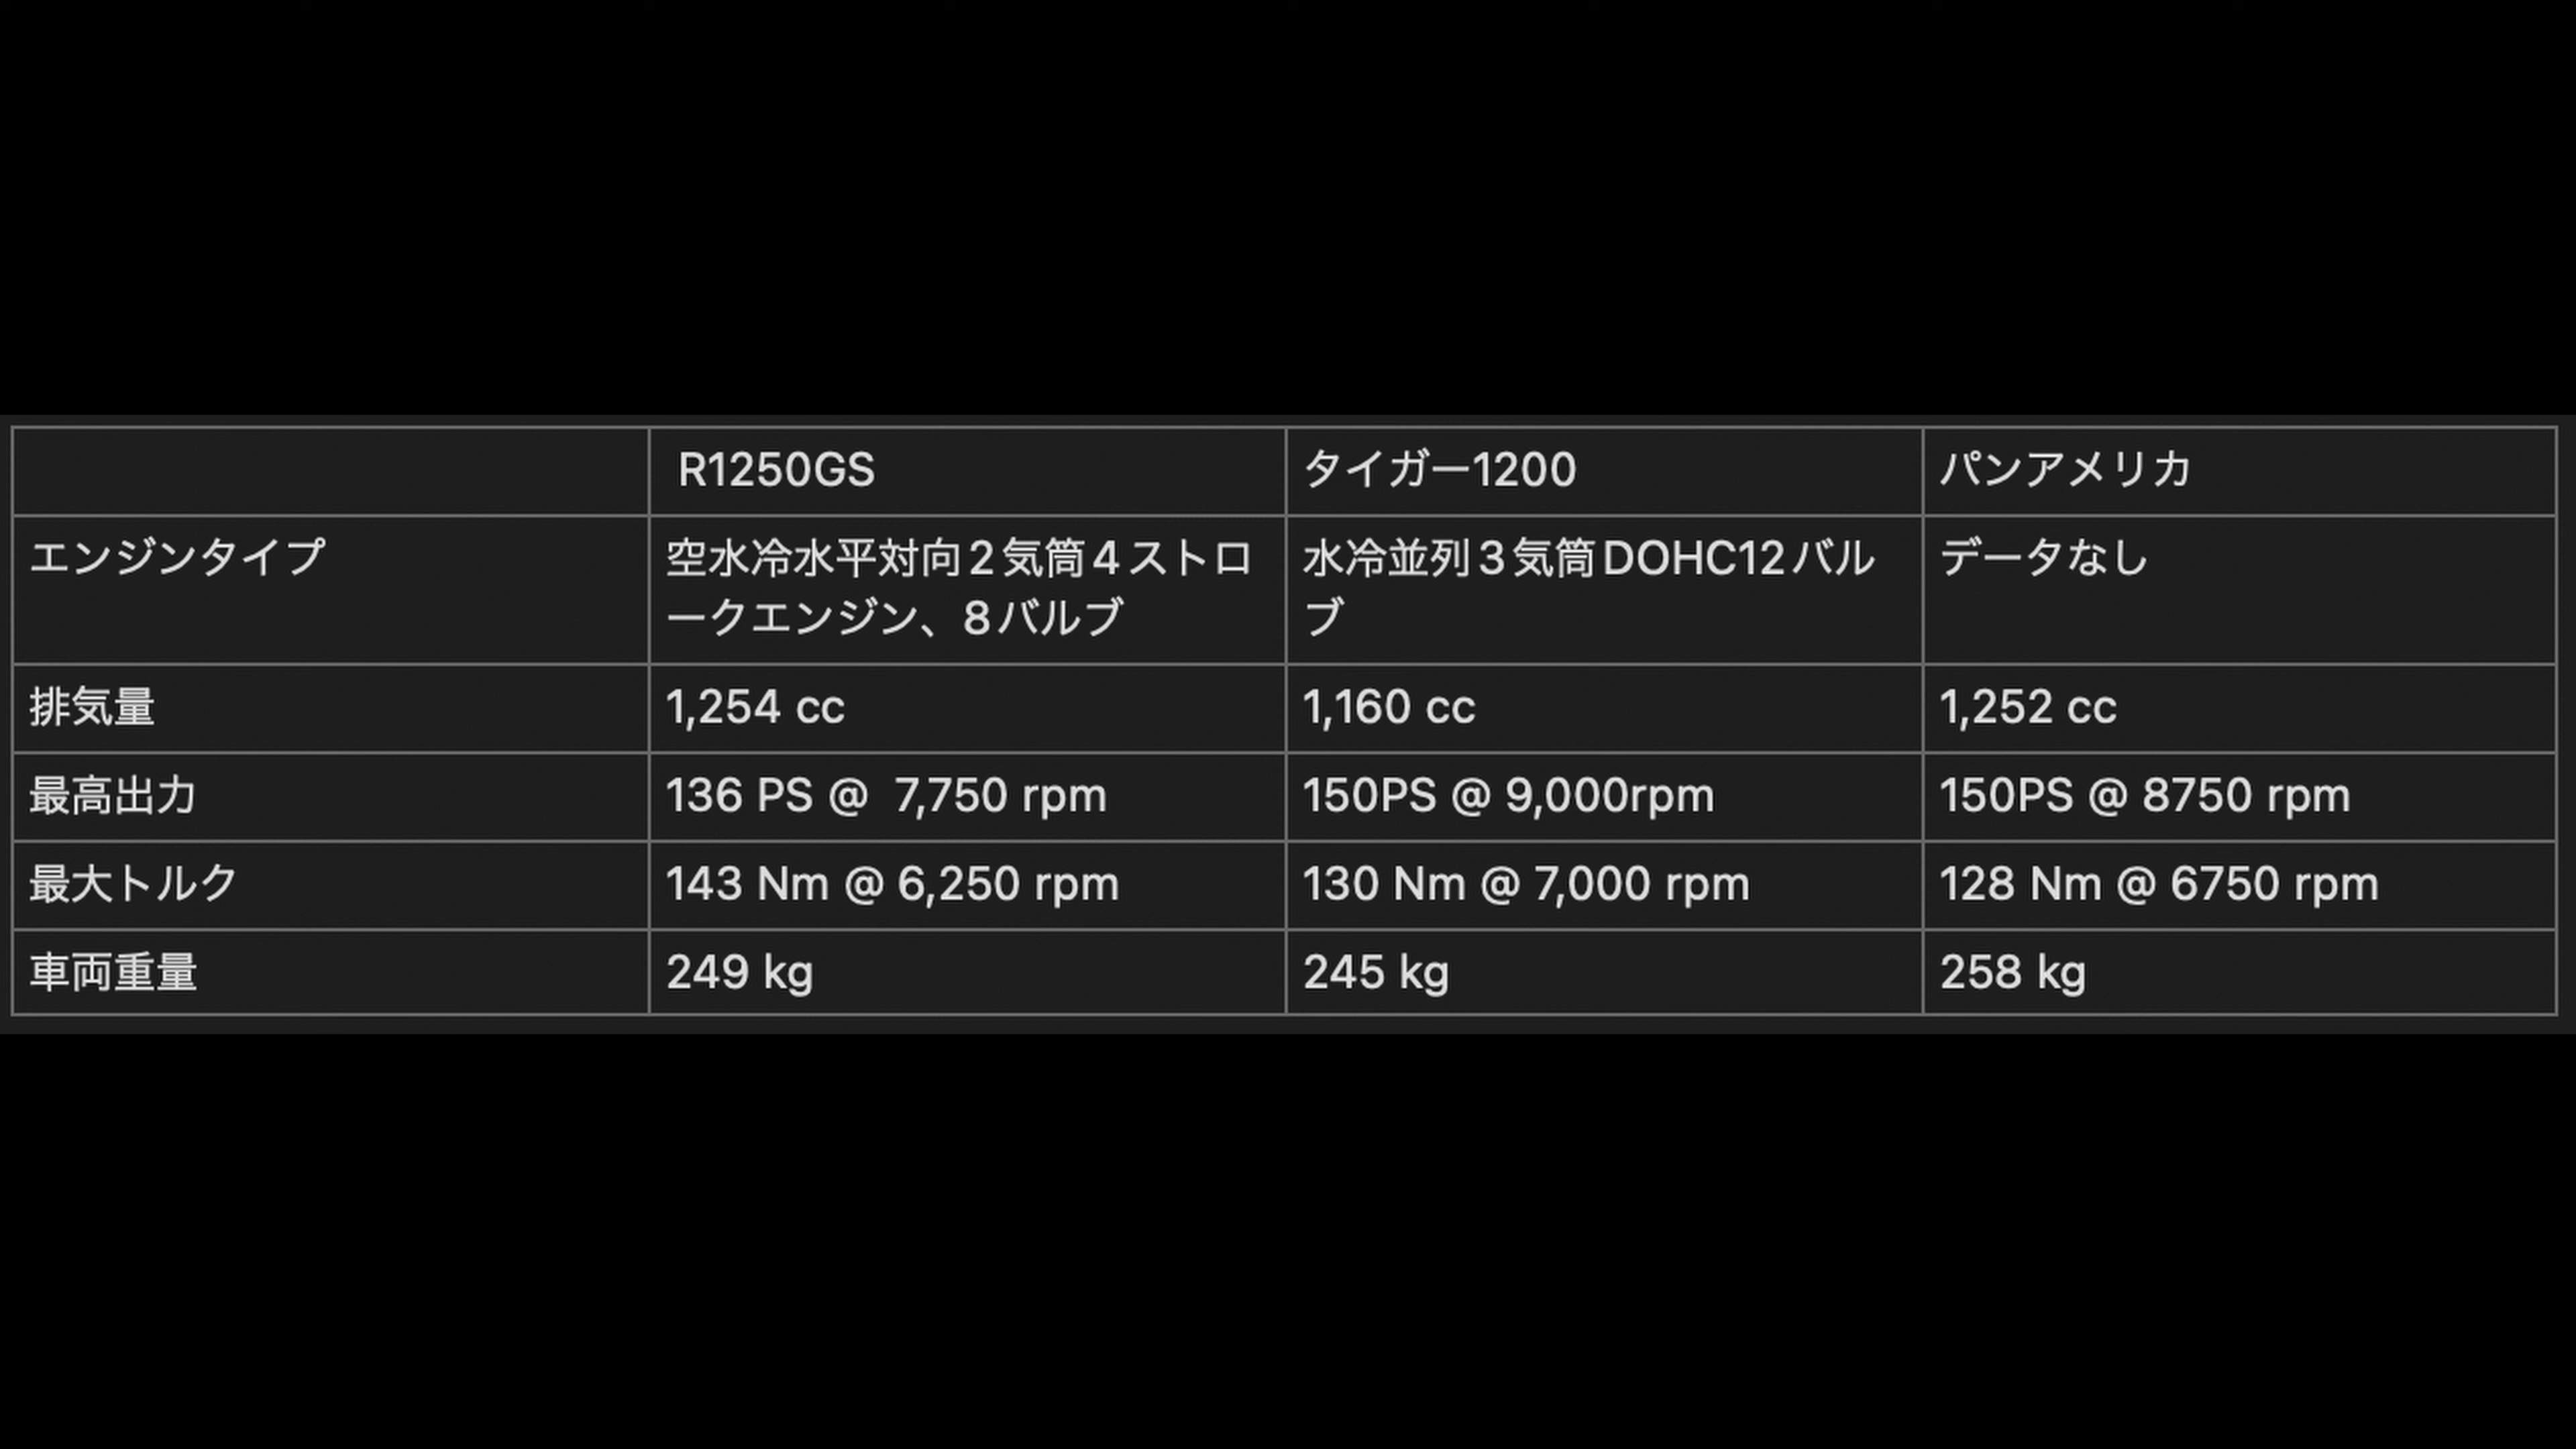 R1250GS タイガー1200 パンアメリカ
エンジンタイプ 空水冷水平対向2気筒4ストロ 水冷並列3気筒DOHC12バル データなし
ークエンジン、8バルブ ブ
排気量 1,254 cc 1,160 cc 1,252 cc
最高出力 136 PS @ 7,750 rpm 150PS @ 9,000rpm 150PS @ 8750 rpm
最大トルク 143 Nm @ 6,250 rpm 130 Nm @ 7,000 rpm 128 Nm @ 6750 rpm
車両重量 249 kg 245 kg 258 kg